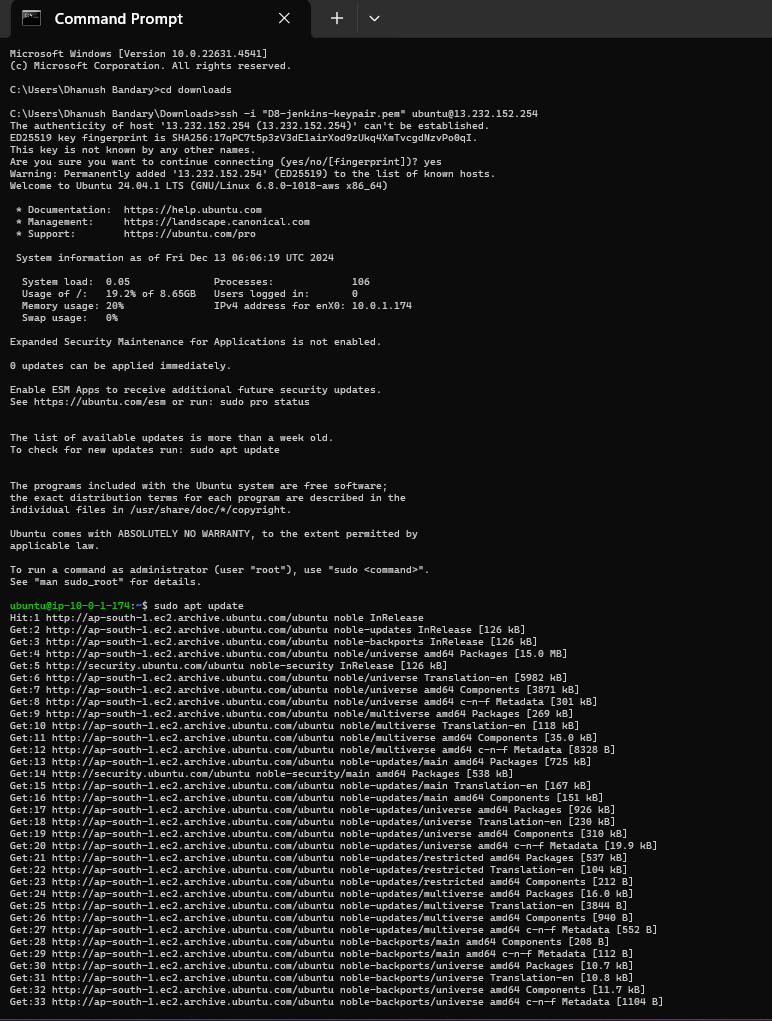 Command Prompt
Microsoft Windows [Version 10.0.22631.4541]
(c) Microsoft Corporation. All rights reserved.
C:\Users\Dhanush Bandary>cd downloads
C:\Users\Dhanush Bandary\Downloads>ssh -i "D8-jenkins-keypair.pem" ubuntu@13.232.152.254
The authenticity of host '13.232.152.254 (13.232.152.254)' can't be established.
ED25519 key fingerprint is SHA256:17qPC7t5p3zV3dE1airXod9zUkq4XmTvcgdNzvPo0qI.
This key is not known by any other names.
Are you sure you want to continue connecting (yes/no/[fingerprint])? yes
Warning: Permanently added '13.232.152.254' (ED25519) to the list of known hosts.
Welcome to Ubuntu 24.04.1 LTS (GNU/Linux 6.8.0-1018-aws x86_64)
* Documentation:  https://help.ubuntu.com
* Management:     https://landscape.canonical.com
* Support:        https://ubuntu.com/pro
System information as of Fri Dec 13 06:06:19 UTC 2024
System load:  0.05              Processes:             106
Usage of /:   19.2% of 8.65GB   Users logged in:       0
Memory usage: 20%               IPv4 address for enX0: 10.0.1.174
Swap usage:   0%
Expanded Security Maintenance for Applications is not enabled.
0 updates can be applied immediately.
Enable ESM Apps to receive additional future security updates.
See https://ubuntu.com/esm or run: sudo pro status
The list of available updates is more than a week old.
To check for new updates run: sudo apt update
The programs included with the Ubuntu system are free software;
the exact distribution terms for each program are described in the
individual files in /usr/share/doc/*/copyright.
Ubuntu comes with ABSOLUTELY NO WARRANTY, to the extent permitted by
applicable law.
To run a command as administrator (user "root"), use "sudo <command>".
See "man sudo_root" for details.
ubuntu@ip-10-0-1-174:~$ sudo apt update
Hit:1 http://ap-south-1.ec2.archive.ubuntu.com/ubuntu noble InRelease
Get:2 http://ap-south-1.ec2.archive.ubuntu.com/ubuntu noble-updates InRelease [126 kB]
Get:3 http://ap-south-1.ec2.archive.ubuntu.com/ubuntu noble-backports InRelease [126 kB]
Get:4 http://ap-south-1.ec2.archive.ubuntu.com/ubuntu noble/universe amd64 Packages [15.0 MB]
Get:5 http://security.ubuntu.com/ubuntu noble-security InRelease [126 kB]
Get:6 http://ap-south-1.ec2.archive.ubuntu.com/ubuntu noble/universe Translation-en [5982 kB]
Get:7 http://ap-south-1.ec2.archive.ubuntu.com/ubuntu noble/universe amd64 Components [3871 kB]
Get:8 http://ap-south-1.ec2.archive.ubuntu.com/ubuntu noble/universe amd64 c-n-f Metadata [301 kB]
Get:9 http://ap-south-1.ec2.archive.ubuntu.com/ubuntu noble/multiverse amd64 Packages [269 kB]
Get:10 http://ap-south-1.ec2.archive.ubuntu.com/ubuntu noble/multiverse Translation-en [118 kB]
Get:11 http://ap-south-1.ec2.archive.ubuntu.com/ubuntu noble/multiverse amd64 Components [35.0 kB]
Get:12 http://ap-south-1.ec2.archive.ubuntu.com/ubuntu noble/multiverse amd64 c-n-f Metadata [8328 B]
Get:13 http://ap-south-1.ec2.archive.ubuntu.com/ubuntu noble-updates/main amd64 Packages [725 kB]
Get:14 http://security.ubuntu.com/ubuntu noble-security/main amd64 Packages [538 kB]
Get:15 http://ap-south-1.ec2.archive.ubuntu.com/ubuntu noble-updates/main Translation-en [167 kB]
Get:16 http://ap-south-1.ec2.archive.ubuntu.com/ubuntu noble-updates/main amd64 Components [151 kB]
Get:17 http://ap-south-1.ec2.archive.ubuntu.com/ubuntu noble-updates/universe amd64 Packages [926 kB]
Get:18 http://ap-south-1.ec2.archive.ubuntu.com/ubuntu noble-updates/universe Translation-en [230 kB]
Get:19 http://ap-south-1.ec2.archive.ubuntu.com/ubuntu noble-updates/universe amd64 Components [310 kB]
Get:20 http://ap-south-1.ec2.archive.ubuntu.com/ubuntu noble-updates/universe amd64 c-n-f Metadata [19.9 kB]
Get:21 http://ap-south-1.ec2.archive.ubuntu.com/ubuntu noble-updates/restricted amd64 Packages [537 kB]
Get:22 http://ap-south-1.ec2.archive.ubuntu.com/ubuntu noble-updates/restricted Translation-en [104 kB]
Get:23 http://ap-south-1.ec2.archive.ubuntu.com/ubuntu noble-updates/restricted amd64 Components [212 B]
Get:24 http://ap-south-1.ec2.archive.ubuntu.com/ubuntu noble-updates/multiverse amd64 Packages [16.0 kB]
Get:25 http://ap-south-1.ec2.archive.ubuntu.com/ubuntu noble-updates/multiverse Translation-en [3844 B]
Get:26 http://ap-south-1.ec2.archive.ubuntu.com/ubuntu noble-updates/multiverse amd64 Components [940 B]
Get:27 http://ap-south-1.ec2.archive.ubuntu.com/ubuntu noble-updates/multiverse amd64 c-n-f Metadata [552 B]
Get:28 http://ap-south-1.ec2.archive.ubuntu.com/ubuntu noble-backports/main amd64 Components [208 B]
Get:29 http://ap-south-1.ec2.archive.ubuntu.com/ubuntu noble-backports/main amd64 c-n-f Metadata [112 B]
Get:30 http://ap-south-1.ec2.archive.ubuntu.com/ubuntu noble-backports/universe amd64 Packages [10.7 kB]
Get:31 http://ap-south-1.ec2.archive.ubuntu.com/ubuntu noble-backports/universe Translation-en [10.8 kB]
Get:32 http://ap-south-1.ec2.archive.ubuntu.com/ubuntu noble-backports/universe amd64 Components [11.7 kB]
Get:33 http://ap-south-1.ec2.archive.ubuntu.com/ubuntu noble-backports/universe amd64 c-n-f Metadata [1104 B]